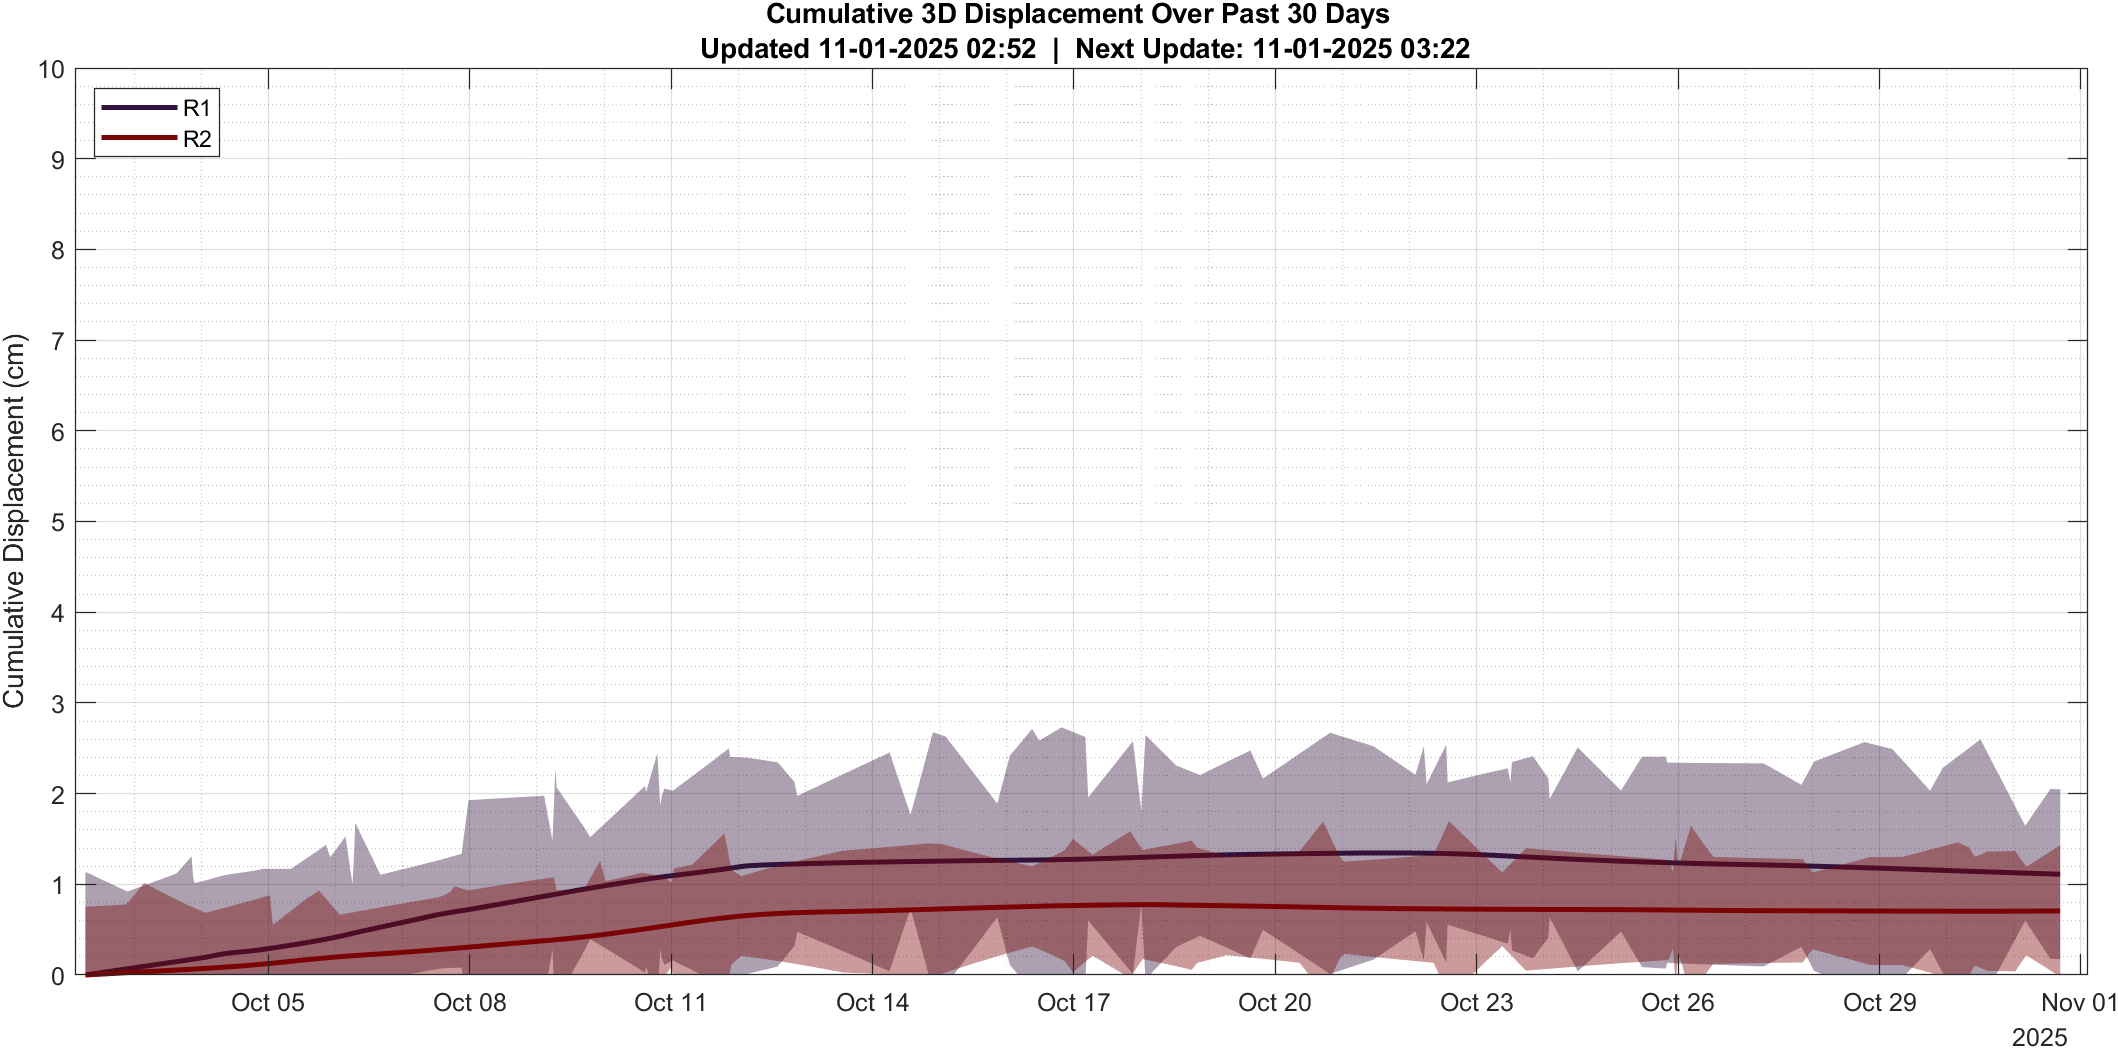 Cumulative 3D Displacement Over Past 30 Days
Updated 11-01-2025 02:52 | Next Update: 11-01-2025 03:22
Cumulative Displacement (cm)
10
9
8
7
6
5
4
3
2
1
0
R1
R2
Oct 05
Oct 08
Oct 11
Oct 14
Oct 17
Oct 20
Oct 23
Oct 26
Oct 29
Nov 01
2025